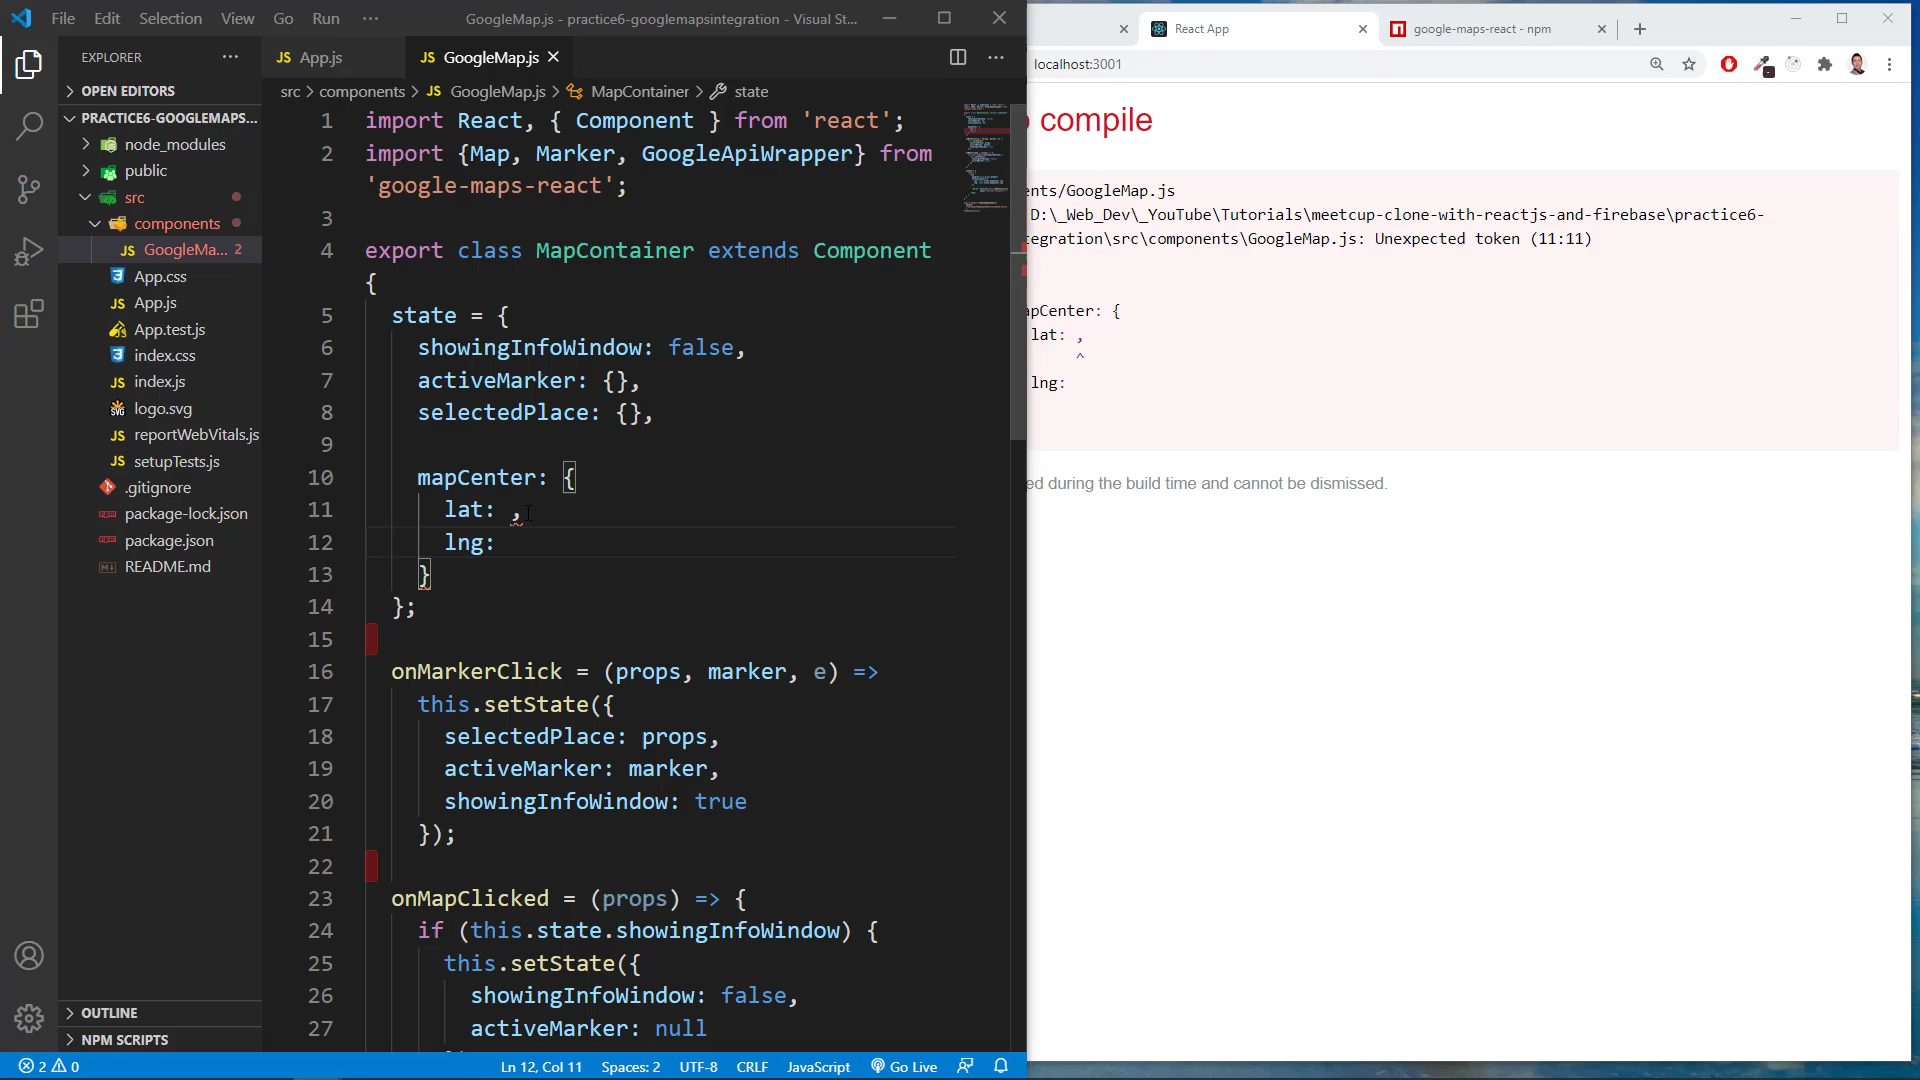 File Edit Selection View Go Run ··· GoogleMap.js - practice6-googlemapsintegration - Visual St...
EXPLORER ···
OPEN EDITORS
PRACTICE6-GOOGLEMAPS...
node_modules
public
src
components
JS GoogleMa... 2
App.css
JS App.js
App.test.js
index.css
JS index.js
logo.svg
JS reportWebVitals.js
JS setupTests.js
.gitignore
package-lock.json
package.json
README.md
OUTLINE
NPM SCRIPTS
JS App.js JS GoogleMap.js
src > components > JS GoogleMap.js > MapContainer > state
1 import React, { Component } from 'react';
2 import {Map, Marker, GoogleApiWrapper} from
'google-maps-react';
3
4 export class MapContainer extends Component
{
5 state = {
6 showingInfoWindow: false,
7 activeMarker: {},
8 selectedPlace: {},
9
10 mapCenter: {
11 lat: ,
12 lng:
13 }
14 };
15
16 onMarkerClick = (props, marker, e) =>
17 this.setState({
18 selectedPlace: props,
19 activeMarker: marker,
20 showingInfoWindow: true
21 });
22
23 onMapClicked = (props) => {
24 if (this.state.showingInfoWindow) {
25 this.setState({
26 showingInfoWindow: false,
27 activeMarker: null
2 0 Ln 12, Col 11 Spaces: 2 UTF-8 CRLF JavaScript Go Live
React App google-maps-react - npm
localhost:3001
compile
nts/GoogleMap.js
D:\_Web_Dev\_YouTube\Tutorials\meetcup-clone-with-reactjs-and-firebase\practice6-
tegration\src\components\GoogleMap.js: Unexpected token (11:11)
apCenter: {
lat: ,
^
lng:
ed during the build time and cannot be dismissed.